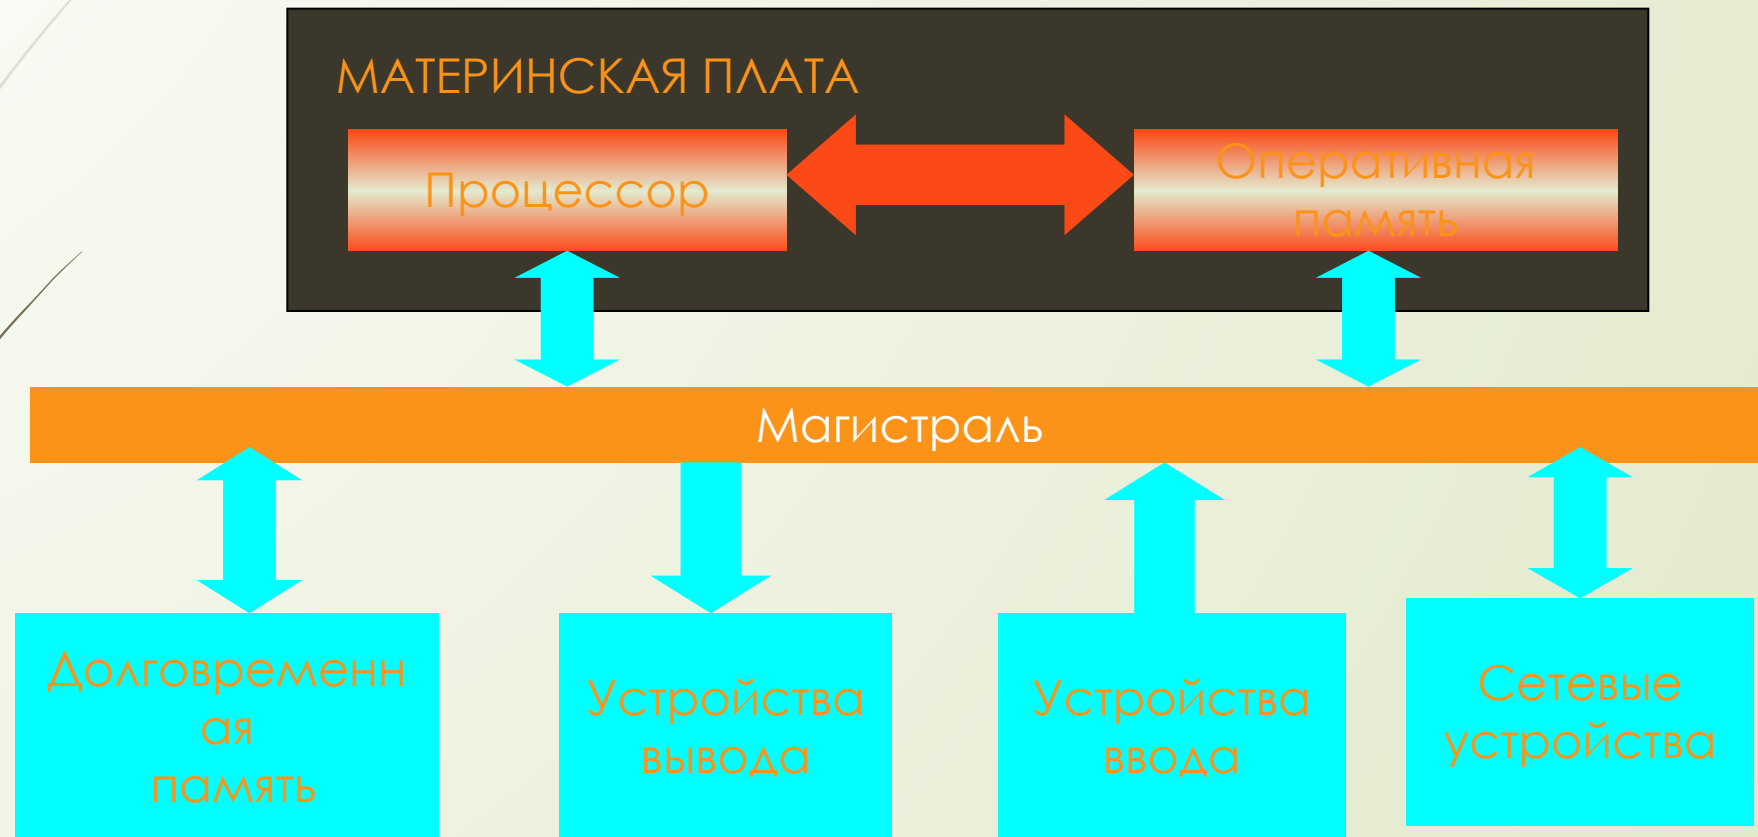 МАТЕРИНСКАЯ ПЛАТА
Процессор
Оперативная
память
Магистраль
Долговременн
ая
память
Устройства
вывода
Устройства
ввода
Сетевые
устройства